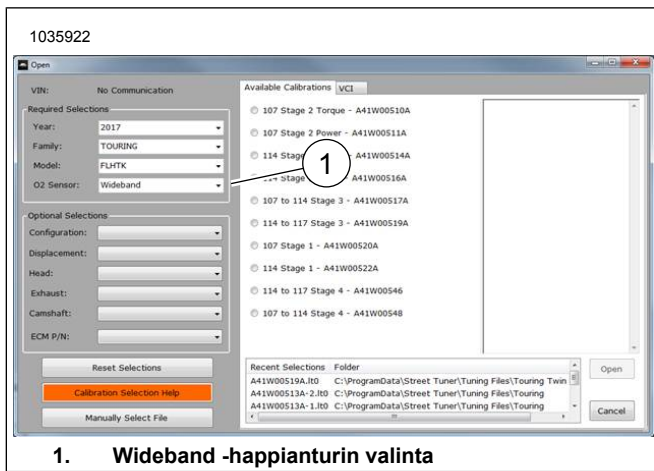 1035922
Open
VIN: No Communication
Required Selections
Year: 2017
Family: TOURING
Model: FLHTK
O2 Sensor: Wideband
Optional Selections
Configuration:
Displacement:
Head:
Exhaust:
Camshaft:
ECM P/N:
Reset Selections
Calibration Selection Help
Manually Select File
Available Calibrations VCI
107 Stage 2 Torque - A41W00510A
107 Stage 2 Power - A41W00511A
114 Stage A41W00514A
1
Stage A41W00516A
107 to 114 Stage 3 - A41W00517A
114 to 117 Stage 3 - A41W00519A
107 Stage 1 - A41W00520A
114 Stage 1 - A41W00522A
114 to 117 Stage 4 - A41W00546
107 to 114 Stage 4 - A41W00548
Recent Selections Folder
A41W00519A.lt0 C:\ProgramData\Street Tuner\Tuning Files\Touring Twin
A41W00513A-2.lt0 C:\ProgramData\Street Tuner\Tuning Files\Touring
A41W00513A-1.lt0 C:\ProgramData\Street Tuner\Tuning Files\Touring
Open
Cancel
1. Wideband -happianturin valinta